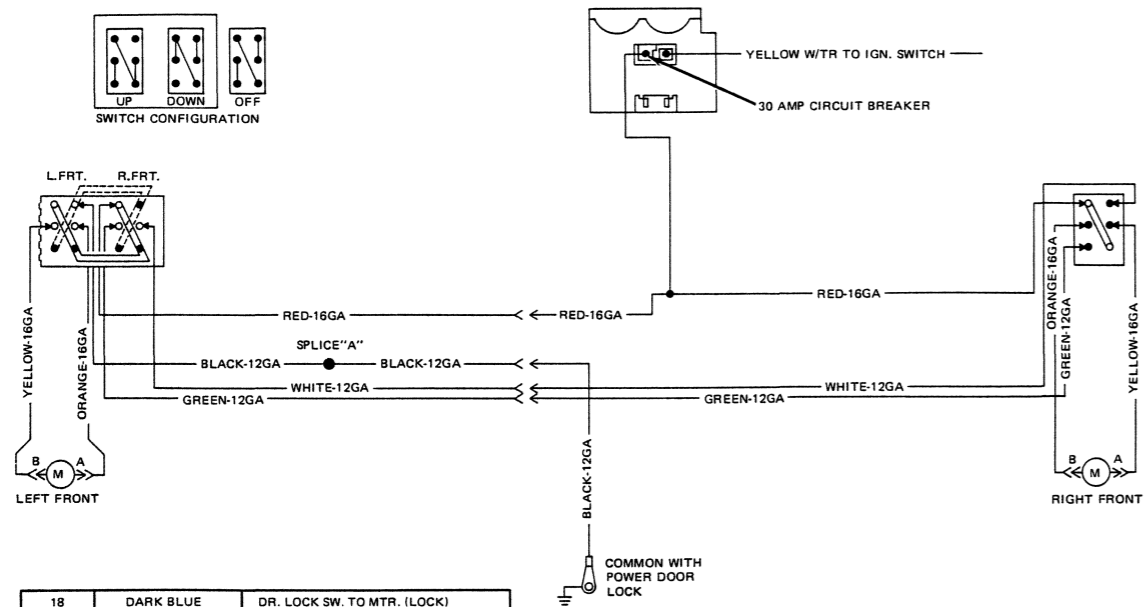 YELLOW W/TR TO IGN. SWITCH
30 AMP CIRCUIT BREAKER
UP DOWN OFF
SWITCH CONFIGURATION
L.FRT. R.FRT.
RED-16GA
RED-16GA
RED-16GA
SPLICE"A"
BLACK-12GA
BLACK-12GA
WHITE-12GA
WHITE-12GA
GREEN-12GA
GREEN-12GA
YELLOW-16GA
ORANGE-16GA
ORANGE-16GA
GREEN-12GA
YELLOW-16GA
BLACK-12GA
B M A
LEFT FRONT
B M A
RIGHT FRONT
COMMON WITH
POWER DOOR
LOCK
18 DARK BLUE DR. LOCK SW. TO MTR. (LOCK)